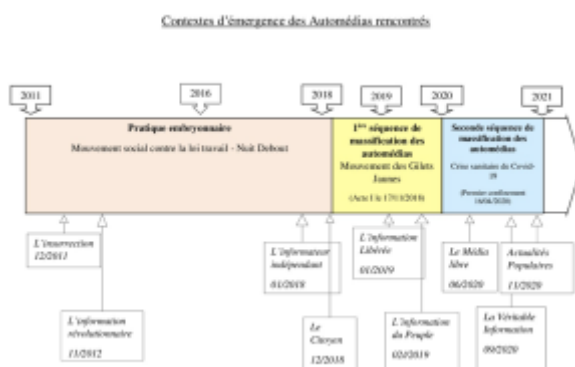 Contextes d'émergence des Automédias rencontrés
2011
2016
2018
2019
2020
2021
Pratique embryonnaire
Mouvement social contre la loi travail - Nuit Debout
1ère séquence de
massification des
automédias
Mouvement des Gilets
Jaunes
(Acte I le 17/11/2018)
Seconde séquence de
massification des
automédias
Crise sanitaire du Covid-
19
(Premier confinement
2020)
L'insurrection
12/2011
L'information
révolutionnaire
11/2012
L'informateur
indépendant
01/2018
Le
Citoyen
12/2018
L'information
Libérée
01/2019
L'information
du Peuple
02/2019
Le Média
libre
06/2020
La Véritable
Information
09/2020
Actualités
Populaires
11/2020